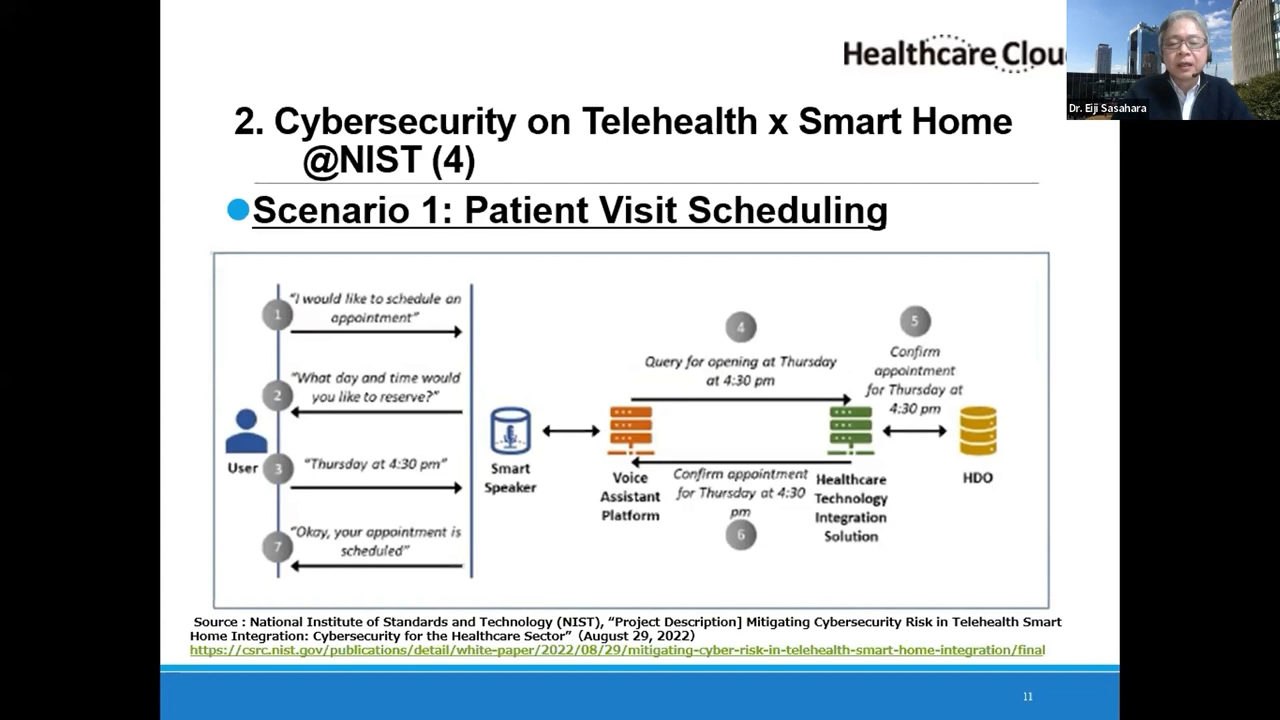 Healthcare Clou
Dr. Eiji Sasahara
2. Cybersecurity on Telehealth x Smart Home
@NIST (4)
Scenario 1: Patient Visit Scheduling
1
"I would like to schedule an
appointment"
2
"What day and time would
you like to reserve?"
3
"Thursday at 4:30 pm"
7
"Okay, your appointment is
scheduled"
User
Smart
Speaker
4
Query for opening at Thursday
at 4:30 pm
5
Confirm
appointment
for Thursday at
4:30 pm
Voice
Assistant
Platform
Confirm appointment
for Thursday at 4:30
pm
6
Healthcare
Technology
Integration
Solution
HDO
Source : National Institute of Standards and Technology (NIST), “Project Description] Mitigating Cybersecurity Risk in Telehealth Smart
Home Integration: Cybersecurity for the Healthcare Sector” (August 29, 2022)
https://csrc.nist.gov/publications/detail/white-paper/2022/08/29/mitigating-cyber-risk-in-telehealth-smart-home-integration/final
11